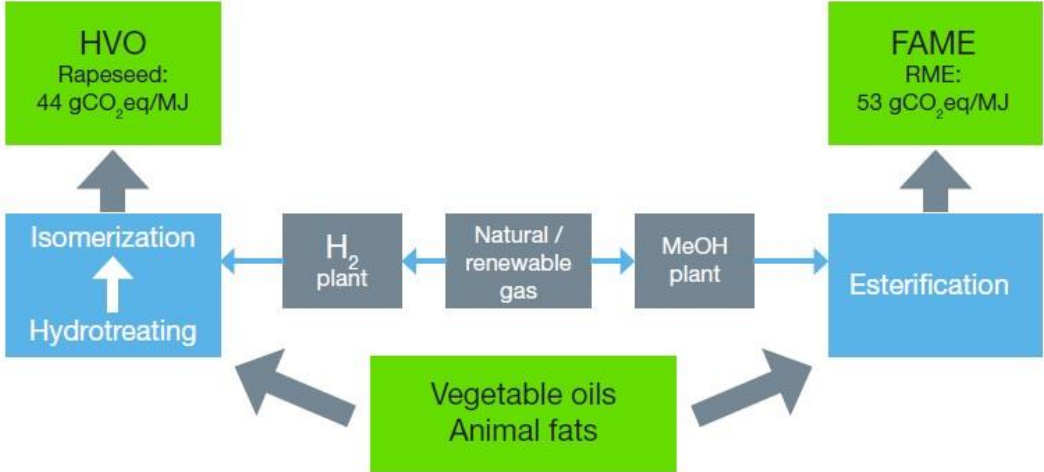 HVO
Rapeseed:
44 gCO₂eq/MJ
FAME
RME:
53 gCO₂eq/MJ
Isomerization
Hydrotreating
H₂
plant
Natural /
renewable
gas
MeOH
plant
Esterification
Vegetable oils
Animal fats